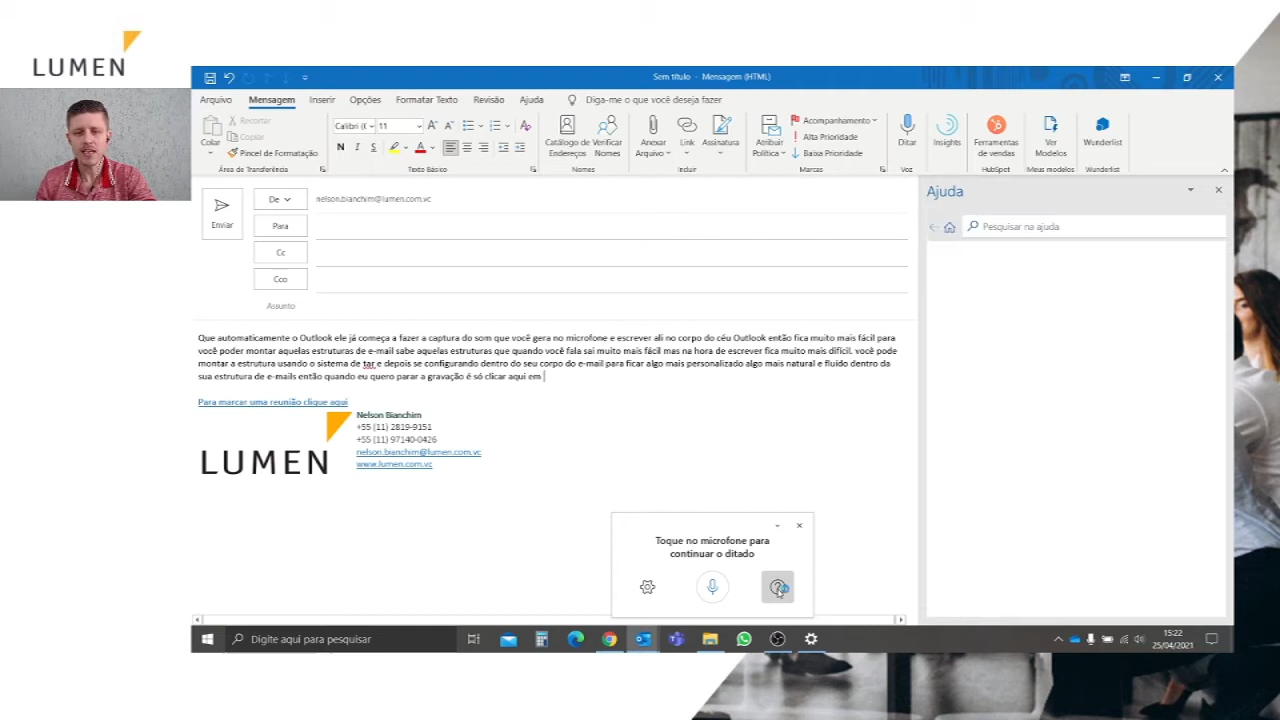 LUMEN
Sem título - Mensagem (HTML)
Arquivo Mensagem Inserir Opções Formatar Texto Revisão Ajuda Diga-me o que você deseja fazer
Colar
Recortar
Copiar
Pincel de Formatação
Área de Transferência
Calibri (C 11
N I S
Texto Básico
Catálogo de Endereços
Verificar Nomes
Nomes
Anexar Arquivo
Link
Assinatura
Incluir
Atribuir Política
Acompanhamento
Alta Prioridade
Baixa Prioridade
Marcas
Ditar
Voz
Insights
Ferramentas de vendas
HubSpot
Ver Modelos
Meus modelos
Wunderlist
Wunderlist
Enviar
De nelson.bianchim@lumen.com.vc
Para
Cc
Cco
Assunto
Que automaticamente o Outlook ele já começa a fazer a captura do som que você gera no microfone e escrever ali no corpo do céu Outlook então fica muito mais fácil para
você poder montar aquelas estruturas de e-mail sabe aquelas estruturas que quando você fala sai muito mais fácil mas na hora de escrever fica muito mais difícil. você pode
montar a estrutura usando o sistema de tar e depois se configurando dentro do seu corpo do e-mail para ficar algo mais personalizado algo mais natural e fluido dentro da
sua estrutura de e-mails então quando eu quero parar a gravação é só clicar aqui em
Para marcar uma reunião clique aqui
LUMEN
Nelson Bianchim
+55 (11) 2819-9151
+55 (11) 97140-0426
nelson.bianchim@lumen.com.vc
www.lumen.com.vc
Ajuda
Pesquisar na ajuda
Toque no microfone para
continuar o ditado
Digite aqui para pesquisar
15:22
25/04/2021